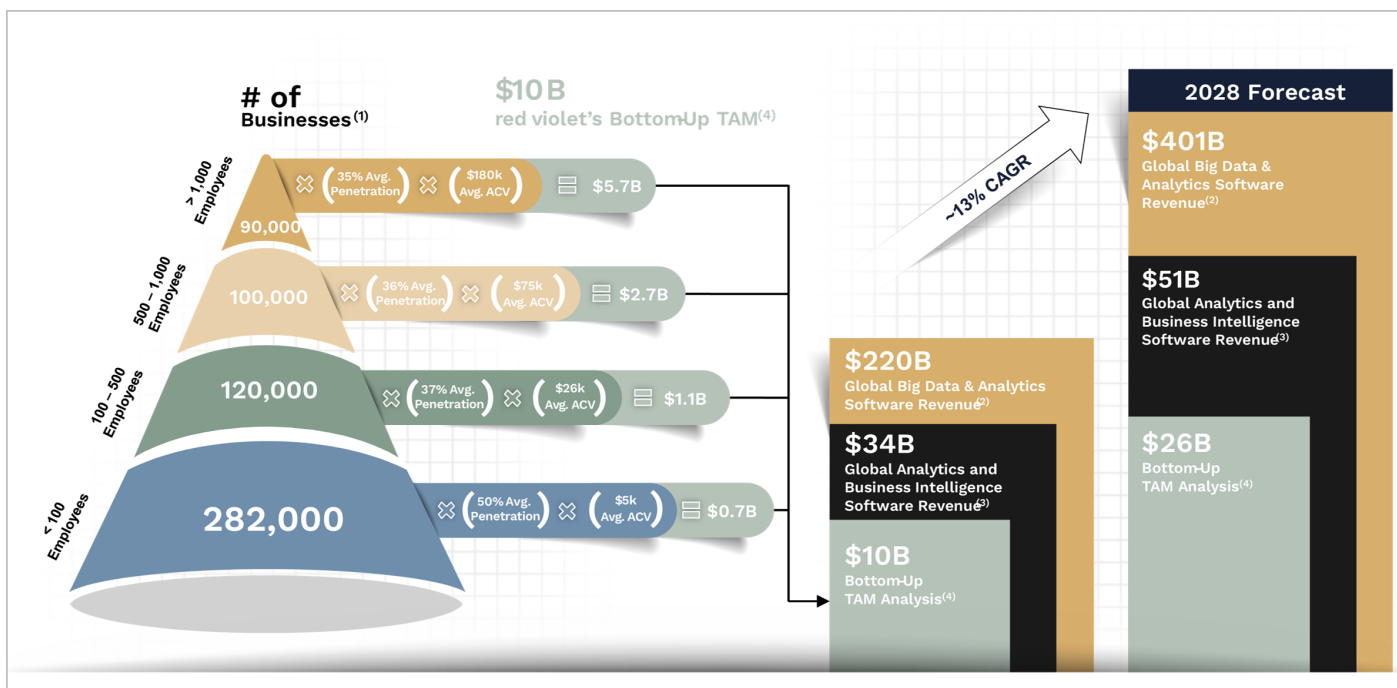 # of
Businesses(1)
$10B
red violet's Bottom-Up TAM(4)
> 1,000
Employees
90,000
35% Avg.
Penetration
$180k
Avg. ACV
$5.7B
500 – 1,000
Employees
100,000
36% Avg.
Penetration
$75k
Avg. ACV
$2.7B
100 – 500
Employees
120,000
37% Avg.
Penetration
$26k
Avg. ACV
$1.1B
< 100
Employees
282,000
50% Avg.
Penetration
$5k
Avg. ACV
$0.7B
~13% CAGR
$220B
Global Big Data & Analytics
Software Revenue(2)
$34B
Global Analytics and
Business Intelligence
Software Revenue(3)
$10B
Bottom-Up
TAM Analysis(4)
2028 Forecast
$401B
Global Big Data &
Analytics Software
Revenue(2)
$51B
Global Analytics and
Business Intelligence
Software Revenue(3)
$26B
Bottom-Up
TAM Analysis(4)